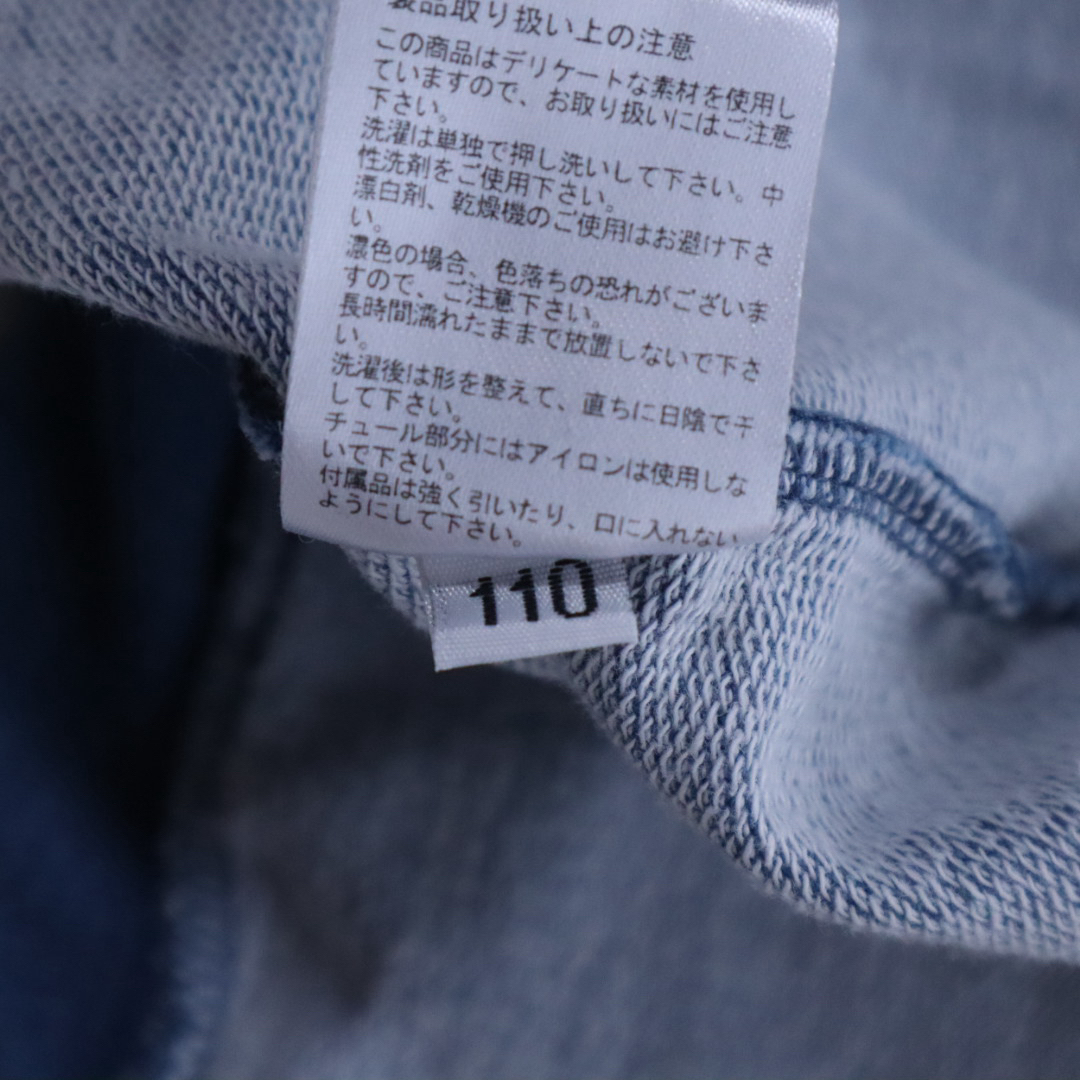 製品取り扱い上の注意
この商品はデリケートな素材を使用し
ていますので、お取り扱いにはご注意
下さい。
洗濯は単独で押し洗いして下さい。中
性洗剤をご使用下さい。
漂白剤、乾燥機のご使用はお避け下さ
い。
濃色の場合、色落ちの恐れがございま
すので、ご注意下さい。
長時間濡れたままで放置しないで下さ
い。
洗濯後は形を整えて、直ちに日陰で干
して下さい。
チュール部分にはアイロンは使用しな
いで下さい。
付属品は強く引いたり、口に入れない
ようにして下さい。
110